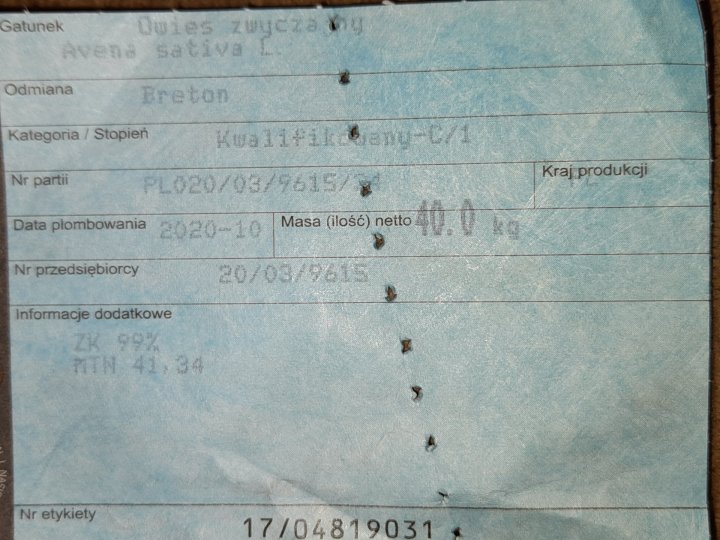 Gatunek Owies zwyczajny
Avena sativa L.
Odmiana Breton
Kategoria / Stopień Kwalifikowany-C/1
Nr partii Kraj produkcji
Data plombowania 2020-10 Masa (ilość) netto 40.0 kg
Nr przedsiębiorcy 20/03/9615
Informacje dodatkowe
ZK 99%
MTN 41,34
Nr etykiety 17/04819031